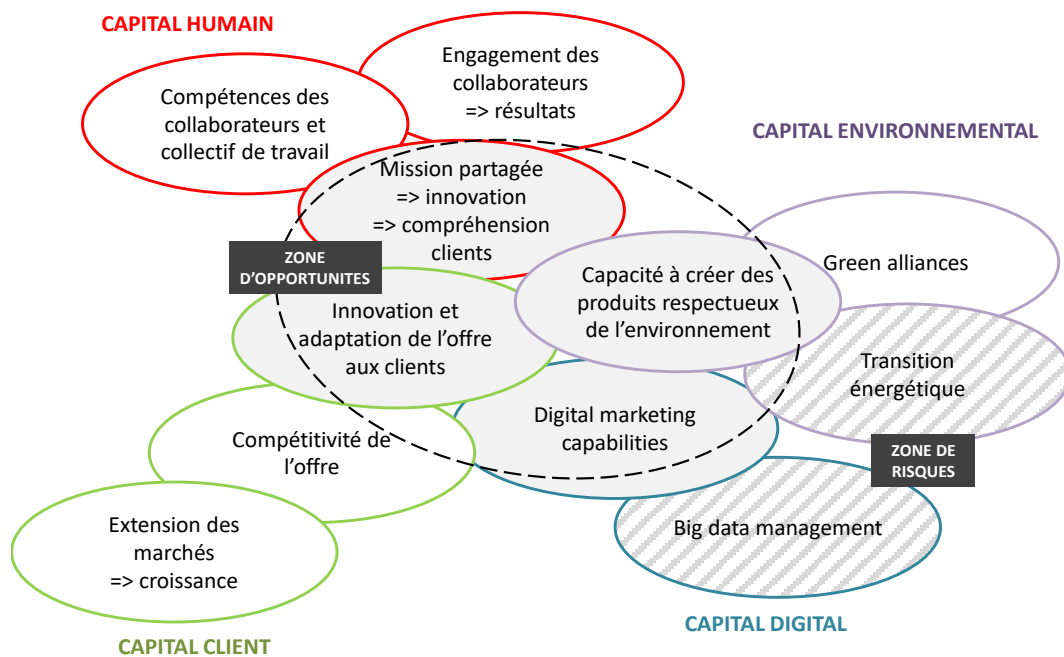 CAPITAL HUMAIN
Engagement des
collaborateurs
=> résultats
Compétences des
collaborateurs et
collectif de travail
CAPITAL ENVIRONNEMENTAL
Mission partagée
=> innovation
=> compréhension
clients
ZONE
D’OPPORTUNITES
Green alliances
Capacité à créer des
produits respectueux
de l’environnement
Innovation et
adaptation de l’offre
aux clients
Transition
énergétique
Digital marketing
capabilities
Compétitivité de
l’offre
ZONE DE
RISQUES
Big data management
Extension des
marchés
=> croissance
CAPITAL DIGITAL
CAPITAL CLIENT